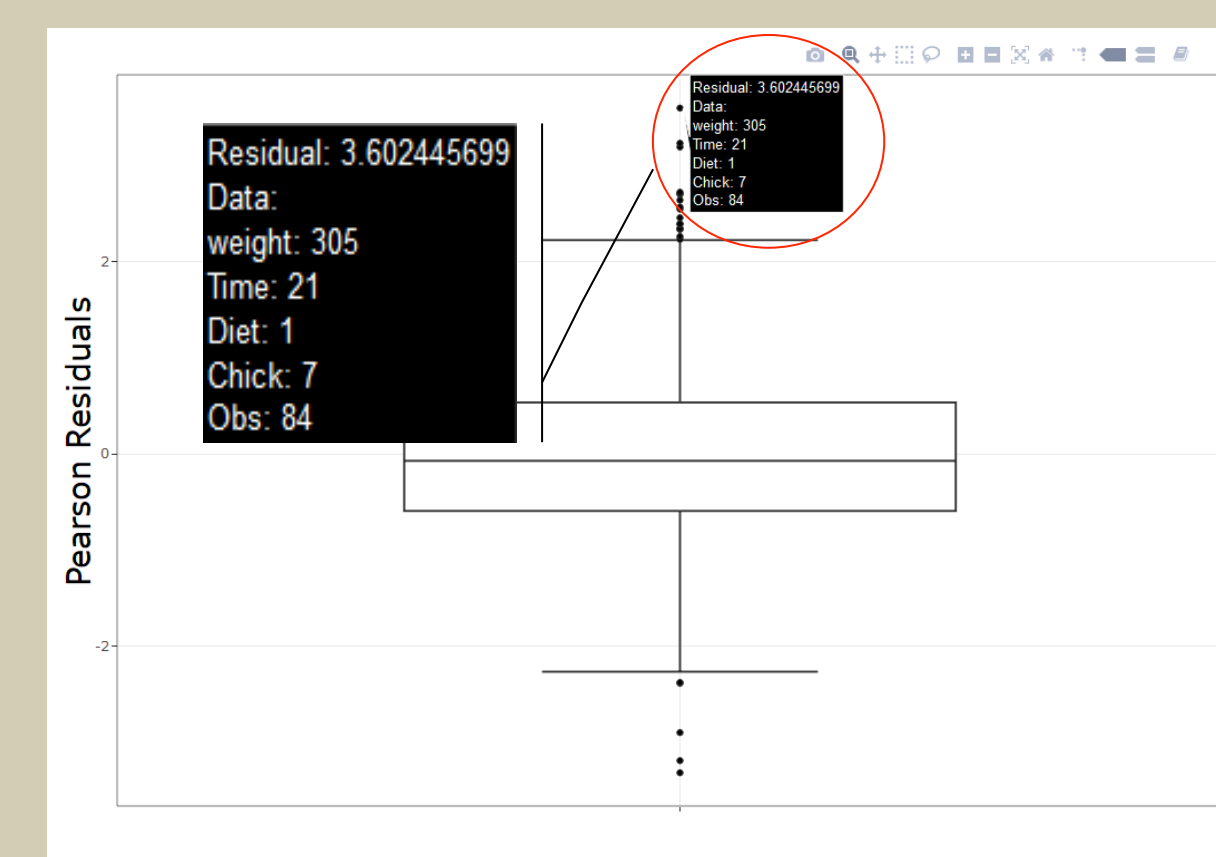 Residual: 3.602445699
Data:
weight: 305
Time: 21
Diet: 1
Chick: 7
Obs: 84
Residual: 3.602445699
Data:
weight: 305
Time: 21
Diet: 1
Chick: 7
Obs: 84
Pearson Residuals
2
0
-2